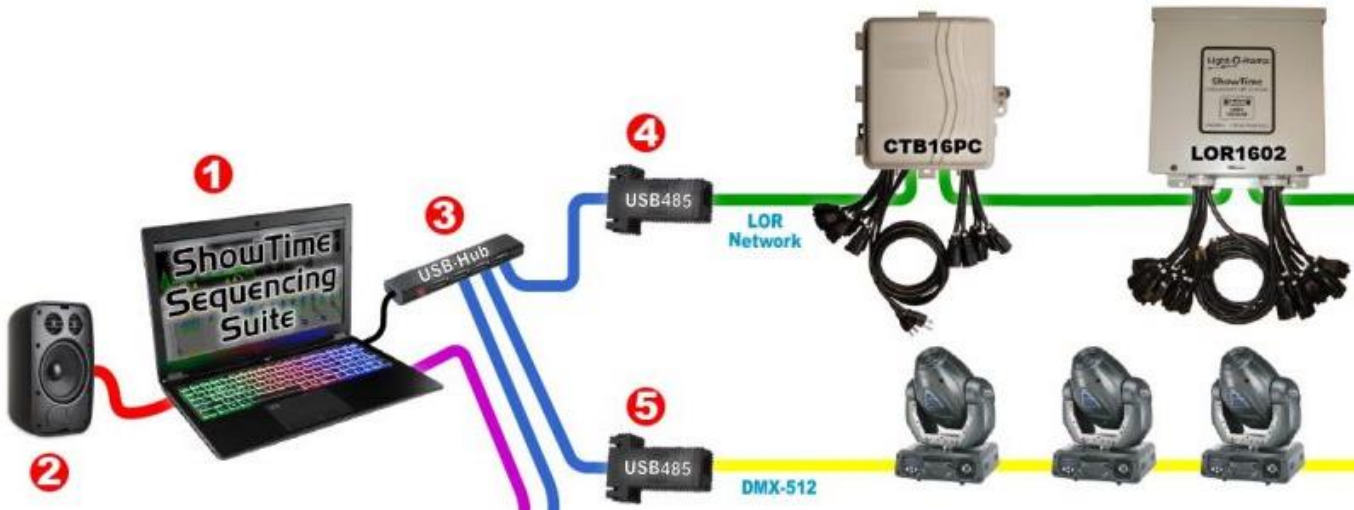 1
ShowTime
Sequencing
Suite
2
3
USB-Hub
4
USB485
LOR
Network
CTB16PC
Light-O-Rama
ShowTime
LOR1602
5
USB485
DMX-512